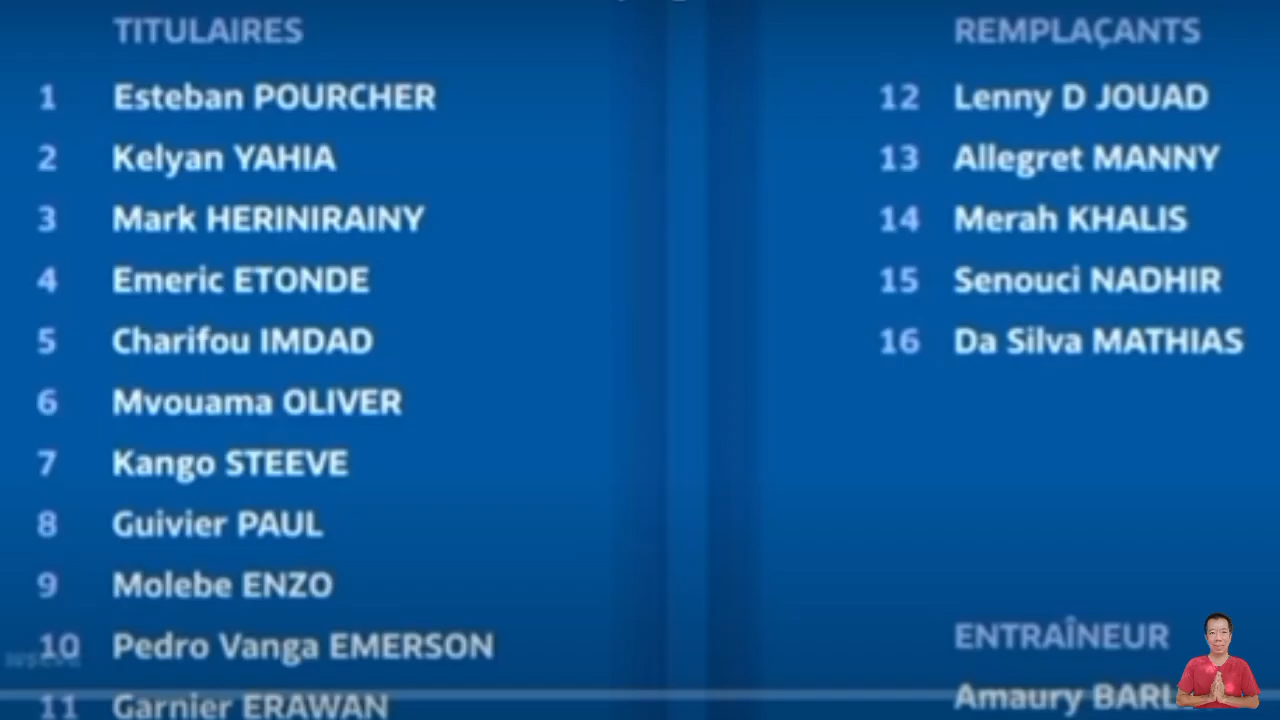 TITULAIRES
1 Esteban POURCHER
2 Kelyan YAHIA
3 Mark HERINIRAINY
4 Emeric ETONDE
5 Charifou IMDAD
6 Mvouama OLIVER
7 Kango STEEVE
8 Guivier PAUL
9 Molebe ENZO
10 Pedro Vanga EMERSON
11 Garnier ERAWAN
REMPLAÇANTS
12 Lenny D JOUAD
13 Allegret MANNY
14 Merah KHALIS
15 Senouci NADHIR
16 Da Silva MATHIAS
ENTRAÎNEUR
Amaury